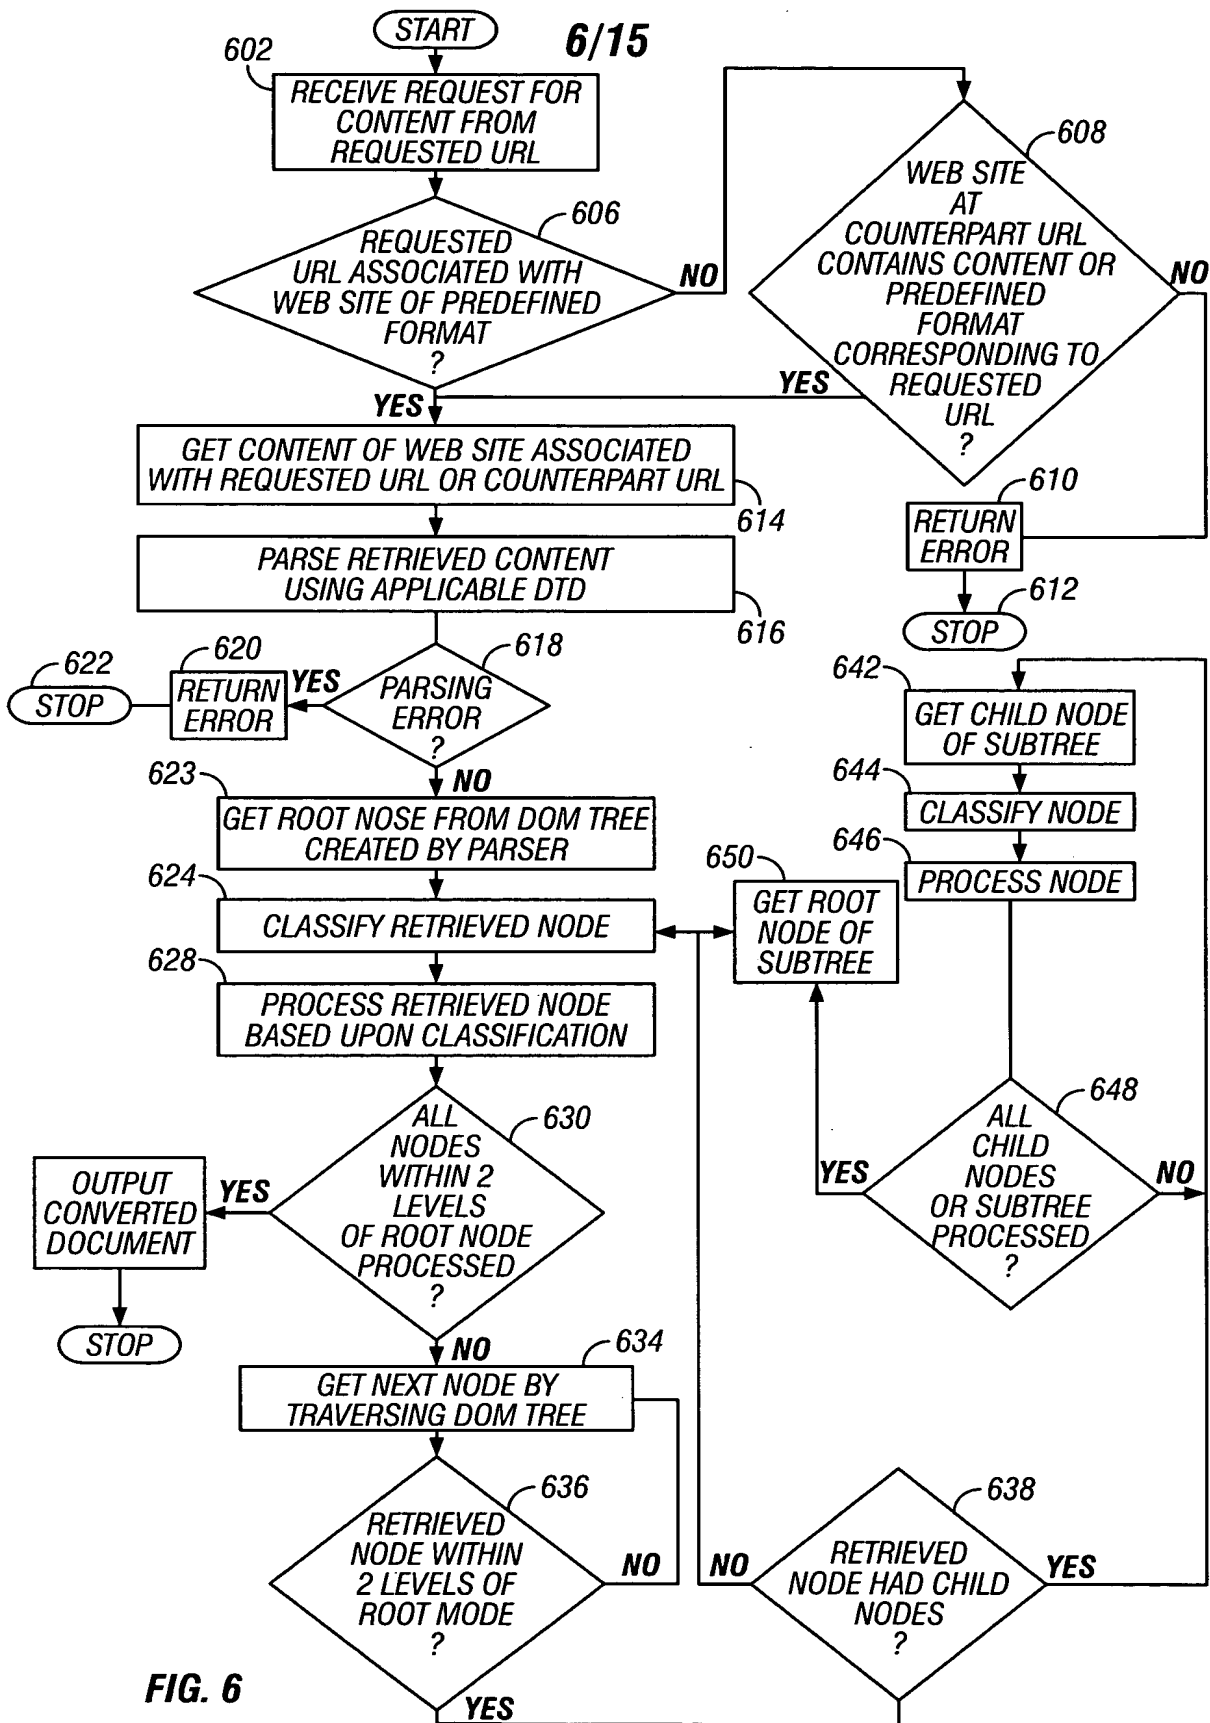 START
6/15
602
RECEIVE REQUEST FOR
CONTENT FROM
REQUESTED URL
606
REQUESTED
URL ASSOCIATED WITH
WEB SITE OF PREDEFINED
FORMAT
?
NO
YES
608
WEB SITE
AT
COUNTERPART URL
CONTAINS CONTENT OR
PREDEFINED
FORMAT
CORRESPONDING TO
REQUESTED
URL
?
NO
YES
610
RETURN
ERROR
612
STOP
GET CONTENT OF WEB SITE ASSOCIATED
WITH REQUESTED URL OR COUNTERPART URL
614
PARSE RETRIEVED CONTENT
USING APPLICABLE DTD
616
618
PARSING
ERROR
?
YES
620
RETURN
ERROR
622
STOP
NO
623
GET ROOT NOSE FROM DOM TREE
CREATED BY PARSER
624
CLASSIFY RETRIEVED NODE
628
PROCESS RETRIEVED NODE
BASED UPON CLASSIFICATION
630
ALL
NODES
WITHIN 2
LEVELS
OF ROOT NODE
PROCESSED
?
YES
OUTPUT
CONVERTED
DOCUMENT
STOP
NO
634
GET NEXT NODE BY
TRAVERSING DOM TREE
636
RETRIEVED
NODE WITHIN
2 LEVELS OF
ROOT MODE
?
NO
YES
638
RETRIEVED
NODE HAD CHILD
NODES
?
NO
YES
642
GET CHILD NODE
OF SUBTREE
644
CLASSIFY NODE
646
PROCESS NODE
648
ALL
CHILD
NODES
OR SUBTREE
PROCESSED
?
YES
NO
650
GET ROOT
NODE OF
SUBTREE
FIG. 6